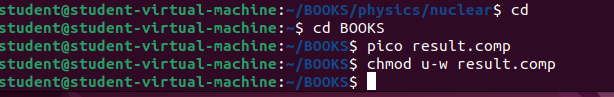 student@student-virtual-machine:~/BOOKS/physics/nuclear$ cd
student@student-virtual-machine:~$ cd BOOKS
student@student-virtual-machine:~/BOOKS$ pico result.comp
student@student-virtual-machine:~/BOOKS$ chmod u-w result.comp
student@student-virtual-machine:~/BOOKS$